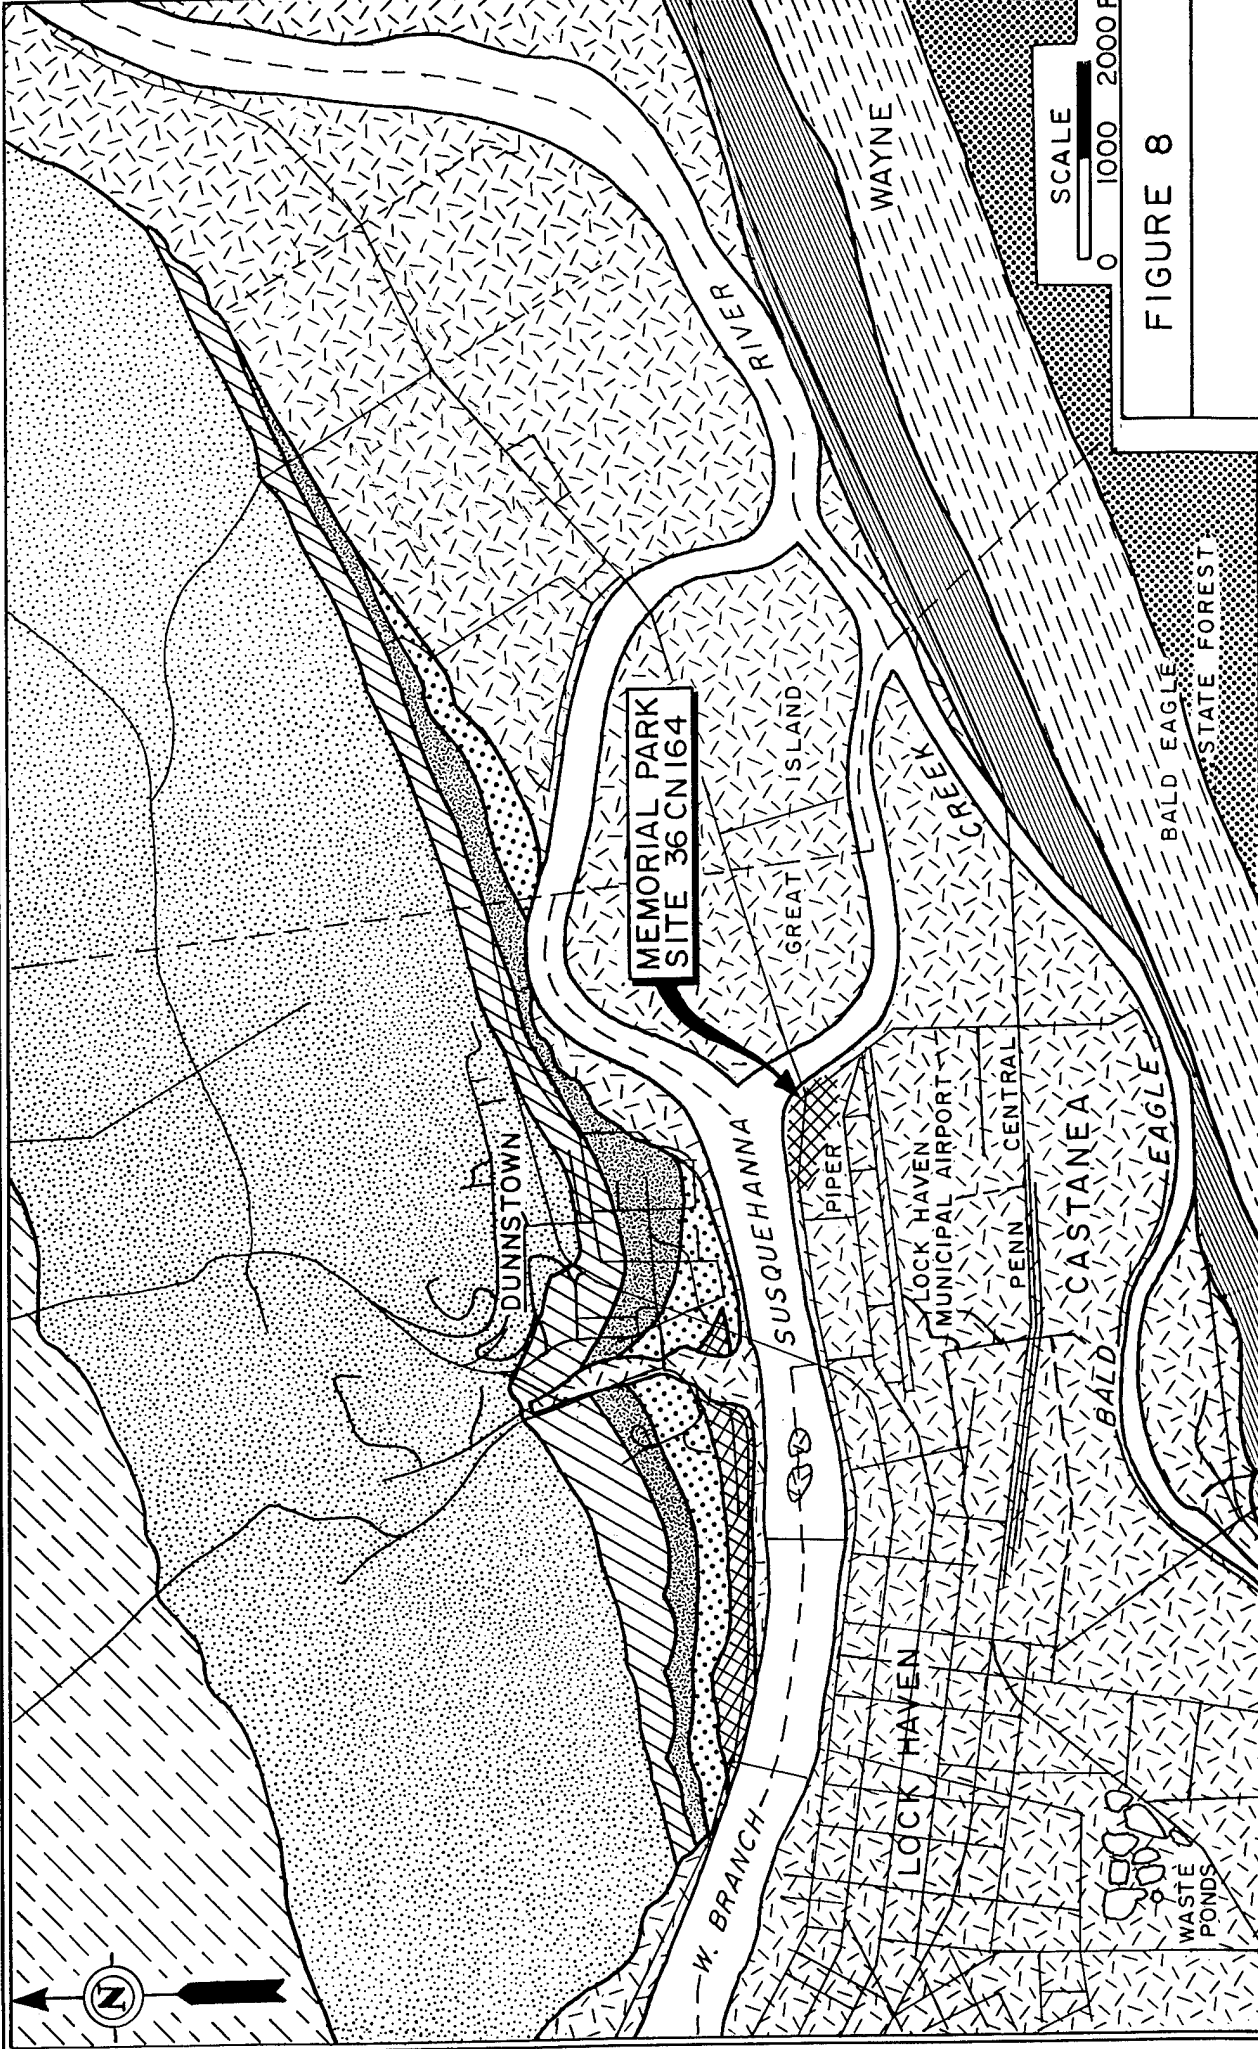 N
DUNNSTOWN
MEMORIAL PARK
SITE 36 CN 164
W. BRANCH
SUSQUEHANNA
RIVER
GREAT ISLAND
PIPER
LOCK HAVEN
LOCK HAVEN
MUNICIPAL AIRPORT
PENN CENTRAL
CASTANEA
BALD EAGLE CREEK
WASTE
PONDS
WAYNE
BALD EAGLE
STATE FOREST
SCALE
0 1000 2000 F
FIGURE 8